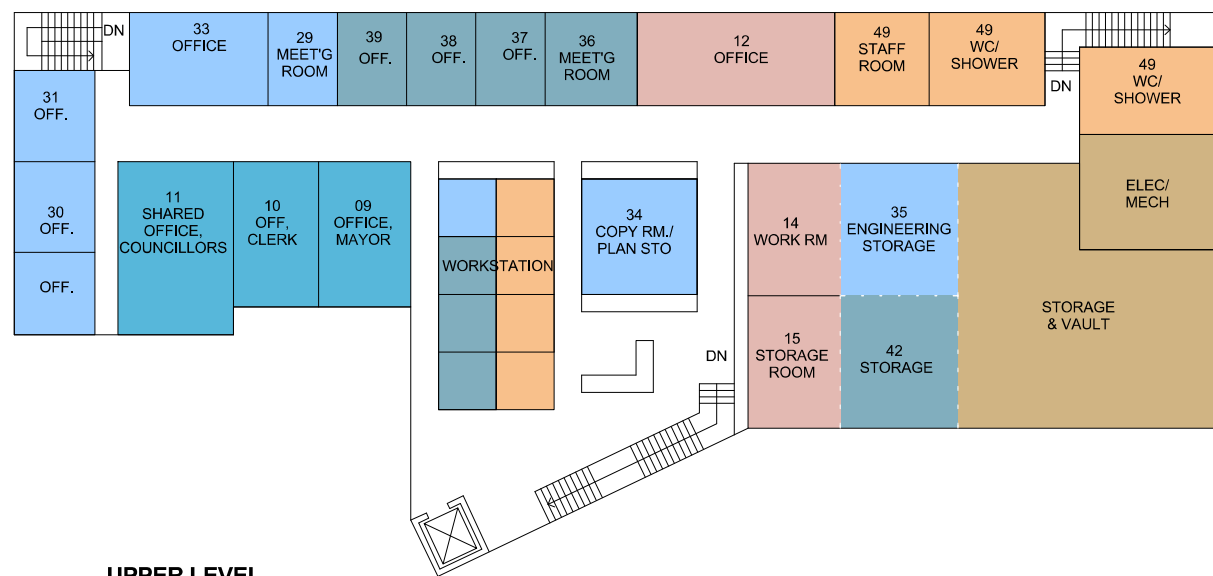 DN
33
OFFICE
29
MEET'G
ROOM
39
OFF.
38
OFF.
37
OFF.
36
MEET'G
ROOM
12
OFFICE
49
STAFF
ROOM
49
WC/
SHOWER
DN
49
WC/
SHOWER
31
OFF.
30
OFF.
OFF.
11
SHARED
OFFICE,
COUNCILLORS
10
OFF,
CLERK
09
OFFICE,
MAYOR
WORKSTATION
34
COPY RM./
PLAN STO
14
WORK RM
35
ENGINEERING
STORAGE
ELEC/
MECH
STORAGE
& VAULT
15
STORAGE
ROOM
42
STORAGE
DN
UPPER LEVEL